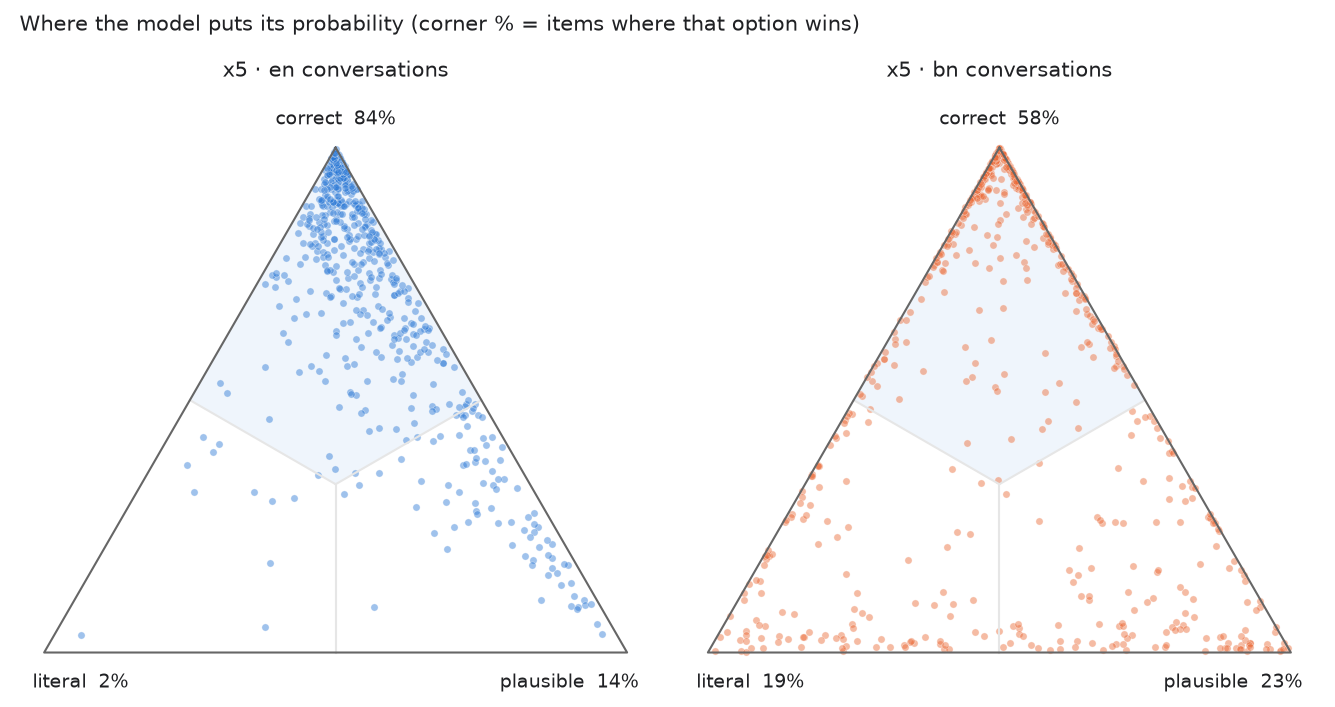 Where the model puts its probability (corner % = items where that option wins)
x5 · en conversations
x5 · bn conversations
correct  84%
correct  58%
literal  2%
plausible  14%
literal  19%
plausible  23%